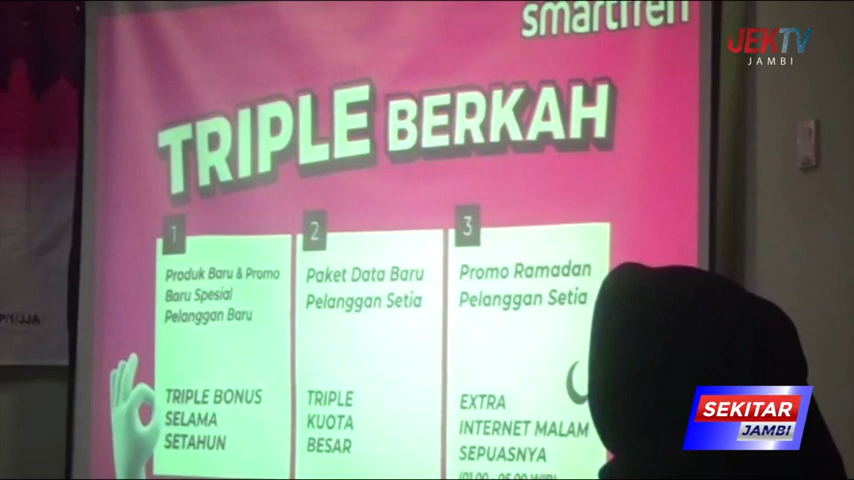 smartfren
JEKTV
JAMBI
TRIPLE BERKAH
1
Produk Baru & Promo
Baru Spesial
Pelanggan Baru
TRIPLE BONUS
SELAMA
SETAHUN
2
Paket Data Baru
Pelanggan Setia
TRIPLE
KUOTA
BESAR
3
Promo Ramadan
Pelanggan Setia
EXTRA
INTERNET MALAM
SEPUASNYA
SEKITAR
JAMBI